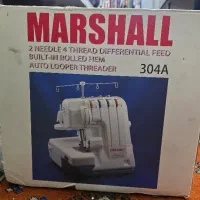 MARSHALL
2 NEEDLE 4 THREAD DIFFERENTIAL FEED
BUILT-IN ROLLED HEM
AUTO LOOPER THREADER
304A